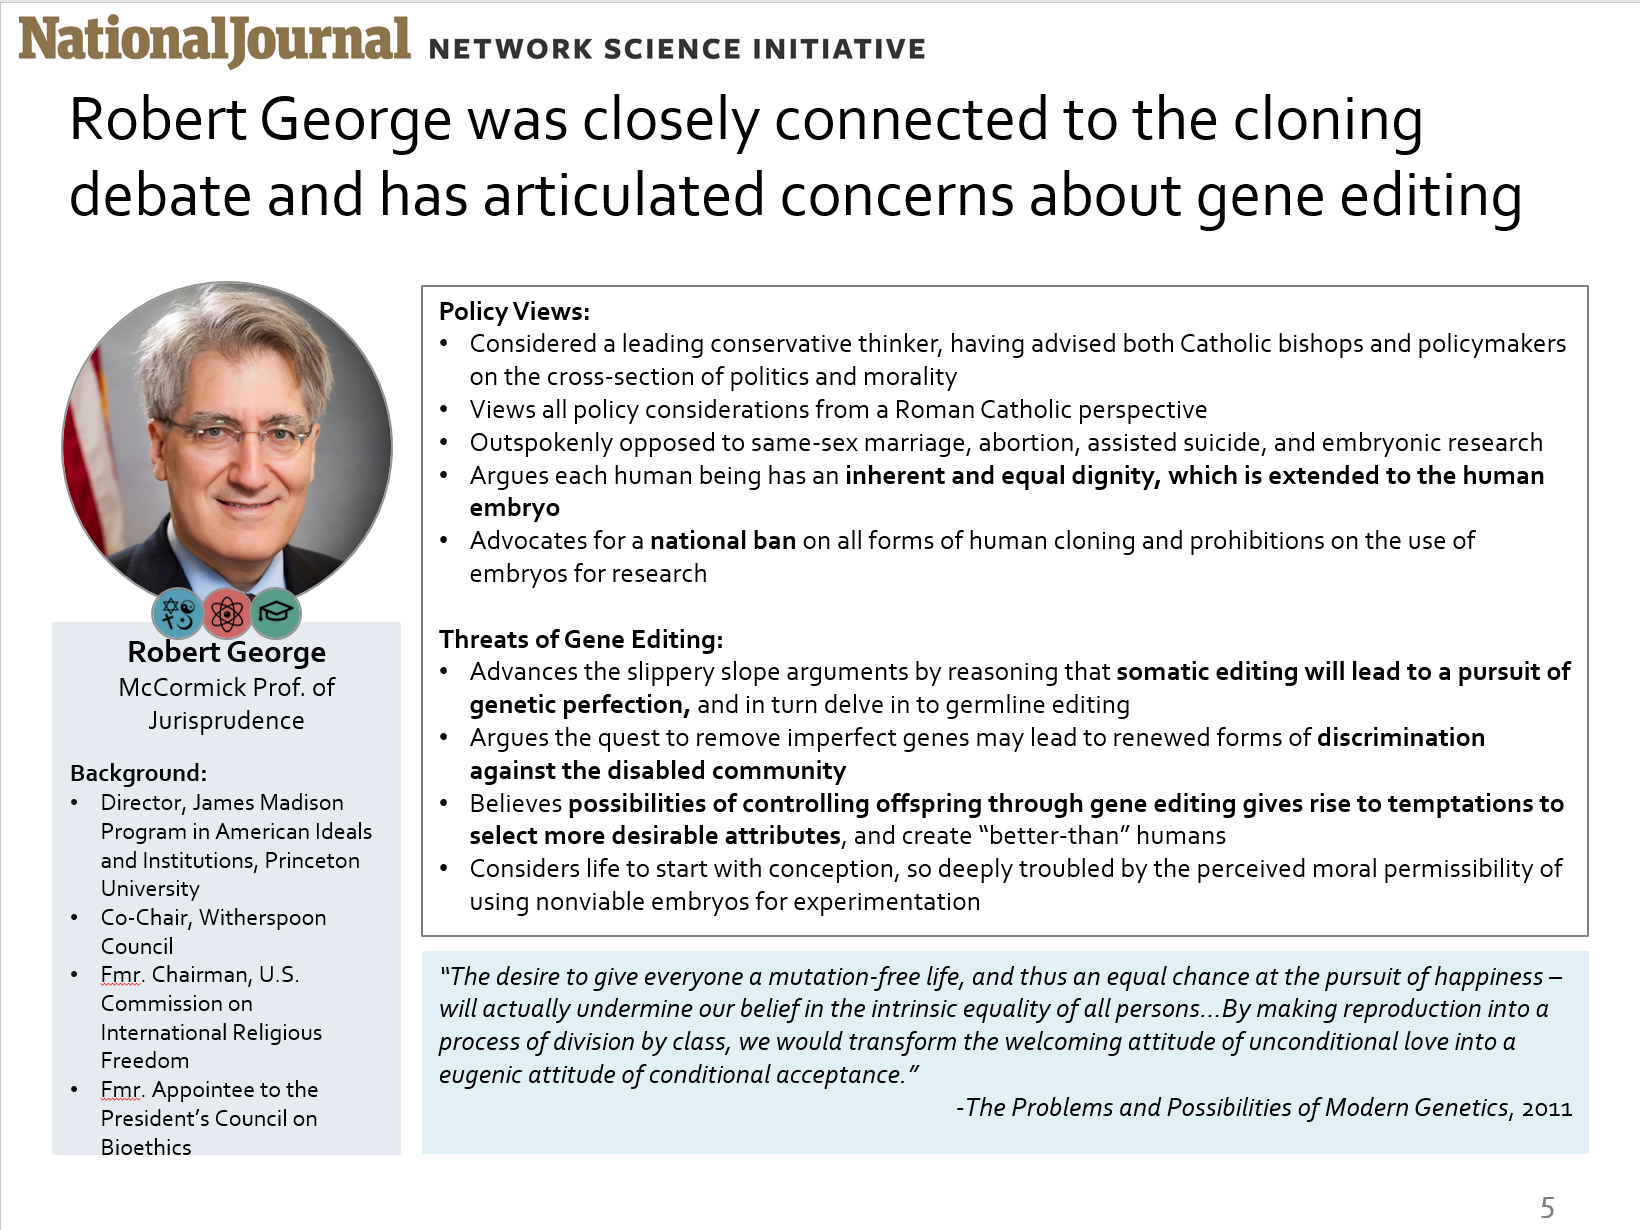 NationalJournal NETWORK SCIENCE INITIATIVE
Robert George was closely connected to the cloning
debate and has articulated concerns about gene editing
Robert George
McCormick Prof. of
Jurisprudence
Background:
• Director, James Madison
Program in American Ideals
and Institutions, Princeton
University
• Co-Chair, Witherspoon
Council
• Fmr. Chairman, U.S.
Commission on
International Religious
Freedom
• Fmr. Appointee to the
President’s Council on
Bioethics
Policy Views:
• Considered a leading conservative thinker, having advised both Catholic bishops and policymakers
on the cross-section of politics and morality
• Views all policy considerations from a Roman Catholic perspective
• Outspokenly opposed to same-sex marriage, abortion, assisted suicide, and embryonic research
• Argues each human being has an inherent and equal dignity, which is extended to the human
embryo
• Advocates for a national ban on all forms of human cloning and prohibitions on the use of
embryos for research
Threats of Gene Editing:
• Advances the slippery slope arguments by reasoning that somatic editing will lead to a pursuit of
genetic perfection, and in turn delve in to germline editing
• Argues the quest to remove imperfect genes may lead to renewed forms of discrimination
against the disabled community
• Believes possibilities of controlling offspring through gene editing gives rise to temptations to
select more desirable attributes, and create “better-than” humans
• Considers life to start with conception, so deeply troubled by the perceived moral permissibility of
using nonviable embryos for experimentation
“The desire to give everyone a mutation-free life, and thus an equal chance at the pursuit of happiness –
will actually undermine our belief in the intrinsic equality of all persons…By making reproduction into a
process of division by class, we would transform the welcoming attitude of unconditional love into a
eugenic attitude of conditional acceptance.”
-The Problems and Possibilities of Modern Genetics, 2011
5